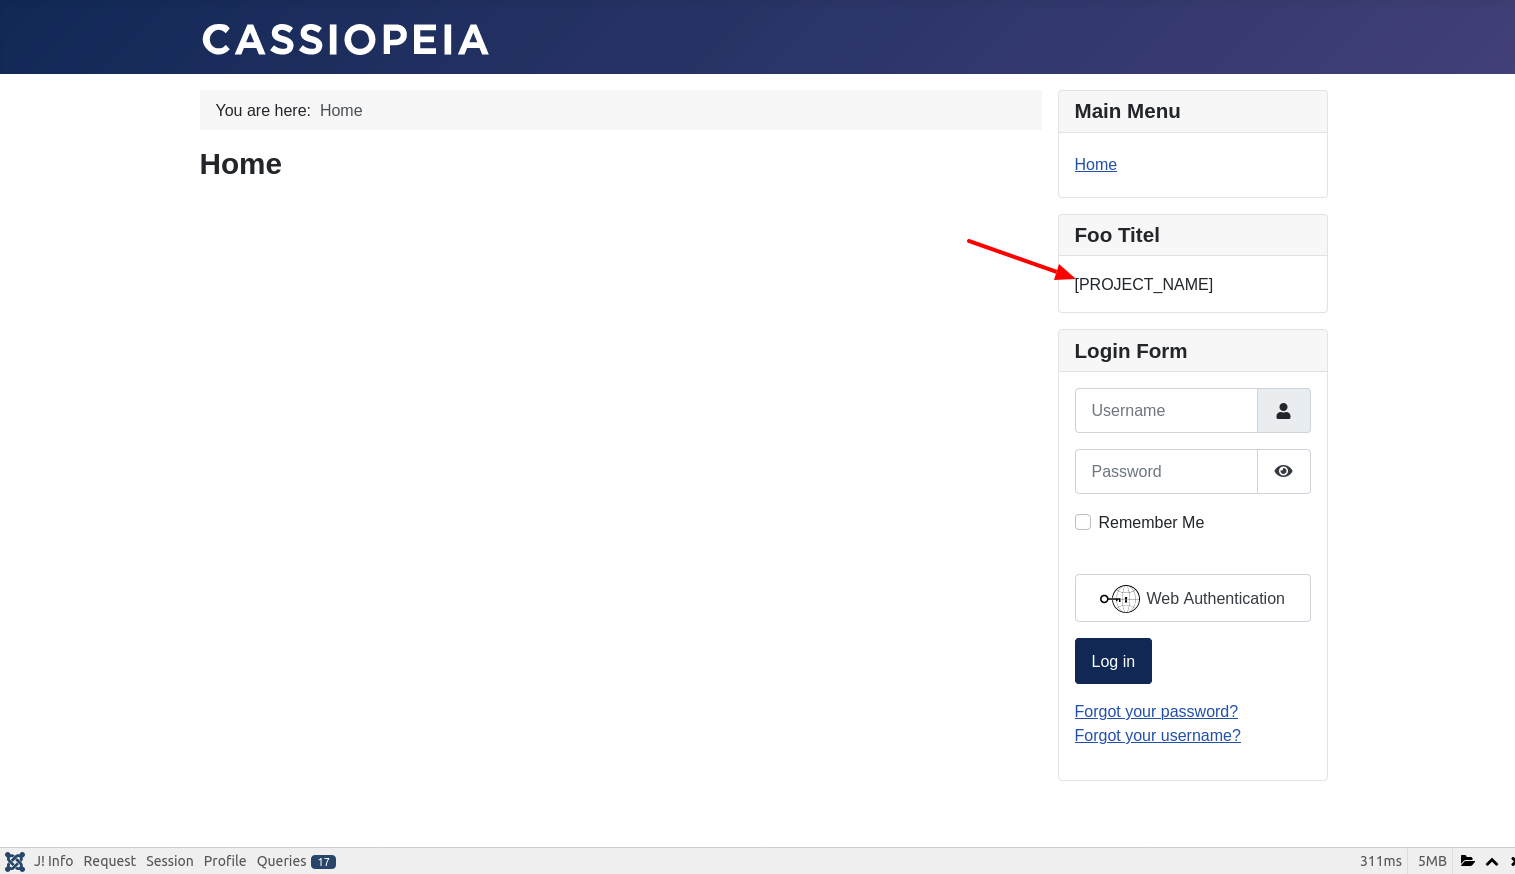 CASSIOPEIA
You are here: Home
Home
Main Menu
Home
Foo Titel
[PROJECT_NAME]
Login Form
Username
Password
Remember Me
Web Authentication
Log in
Forgot your password?
Forgot your username?
J! Info Request Session Profile Queries 17 311ms 5MB